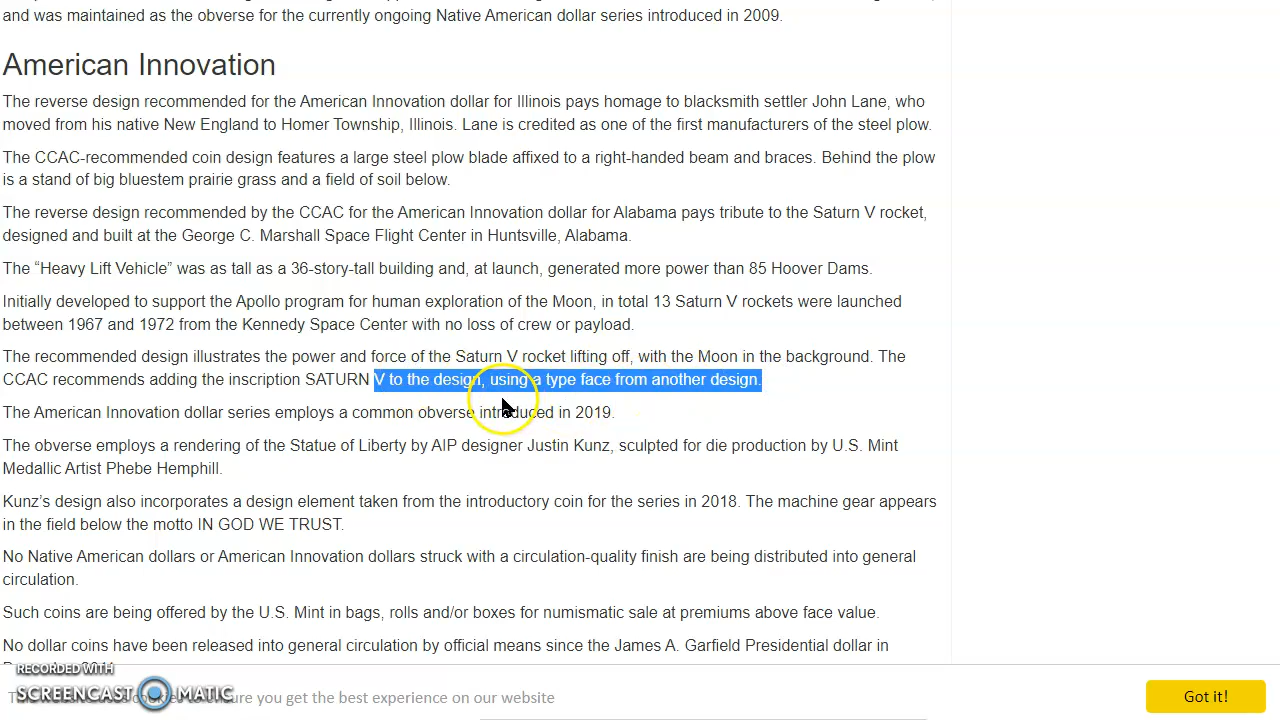 and was maintained as the obverse for the currently ongoing Native American dollar series introduced in 2009.
American Innovation
The reverse design recommended for the American Innovation dollar for Illinois pays homage to blacksmith settler John Lane, who
moved from his native New England to Homer Township, Illinois. Lane is credited as one of the first manufacturers of the steel plow.
The CCAC-recommended coin design features a large steel plow blade affixed to a right-handed beam and braces. Behind the plow
is a stand of big bluestem prairie grass and a field of soil below.
The reverse design recommended by the CCAC for the American Innovation dollar for Alabama pays tribute to the Saturn V rocket,
designed and built at the George C. Marshall Space Flight Center in Huntsville, Alabama.
The “Heavy Lift Vehicle” was as tall as a 36-story-tall building and, at launch, generated more power than 85 Hoover Dams.
Initially developed to support the Apollo program for human exploration of the Moon, in total 13 Saturn V rockets were launched
between 1967 and 1972 from the Kennedy Space Center with no loss of crew or payload.
The recommended design illustrates the power and force of the Saturn V rocket lifting off, with the Moon in the background. The
CCAC recommends adding the inscription SATURN V to the design, using a type face from another design.
The American Innovation dollar series employs a common obverse introduced in 2019.
The obverse employs a rendering of the Statue of Liberty by AIP designer Justin Kunz, sculpted for die production by U.S. Mint
Medallic Artist Phebe Hemphill.
Kunz’s design also incorporates a design element taken from the introductory coin for the series in 2018. The machine gear appears
in the field below the motto IN GOD WE TRUST.
No Native American dollars or American Innovation dollars struck with a circulation-quality finish are being distributed into general
circulation.
Such coins are being offered by the U.S. Mint in bags, rolls and/or boxes for numismatic sale at premiums above face value.
No dollar coins have been released into general circulation by official means since the James A. Garfield Presidential dollar in
RECORDED WITH
SCREENCAST MATIC
you get the best experience on our website
Got it!